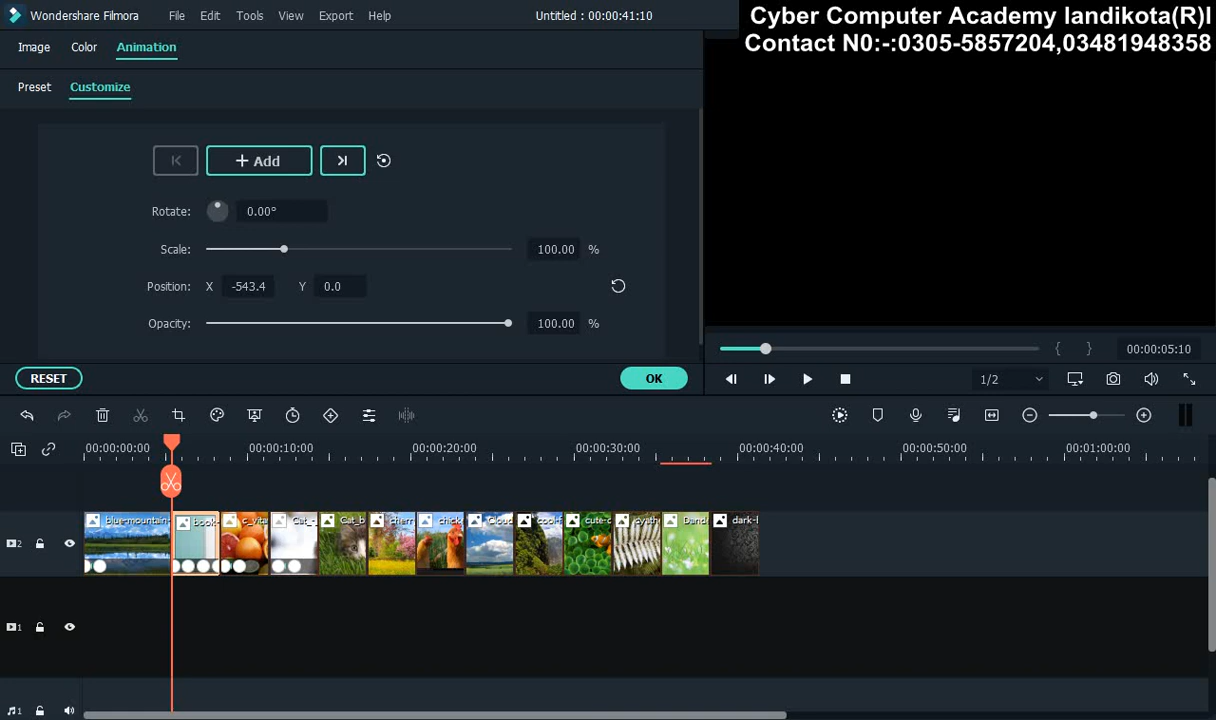 Wondershare Filmora File Edit Tools View Export Help Untitled : 00:00:41:10
Cyber Computer Academy Iandikota(R)I
Contact N0:-:0305-5857204,03481948358
Image Color Animation
Preset Customize
+ Add
Rotate: 0.00°
Scale: 100.00 %
Position: X -543.4 Y 0.0
Opacity: 100.00 %
00:00:05:10
RESET OK
1/2
00:00:00:00 00:00:10:00 00:00:20:00 00:00:30:00 00:00:40:00 00:00:50:00 00:01:00:00
blue-mountain book- c_vita Cat_ Cat_b cherr chick Cloud cool- cute-c cyath Dand dark-l
2
1
1